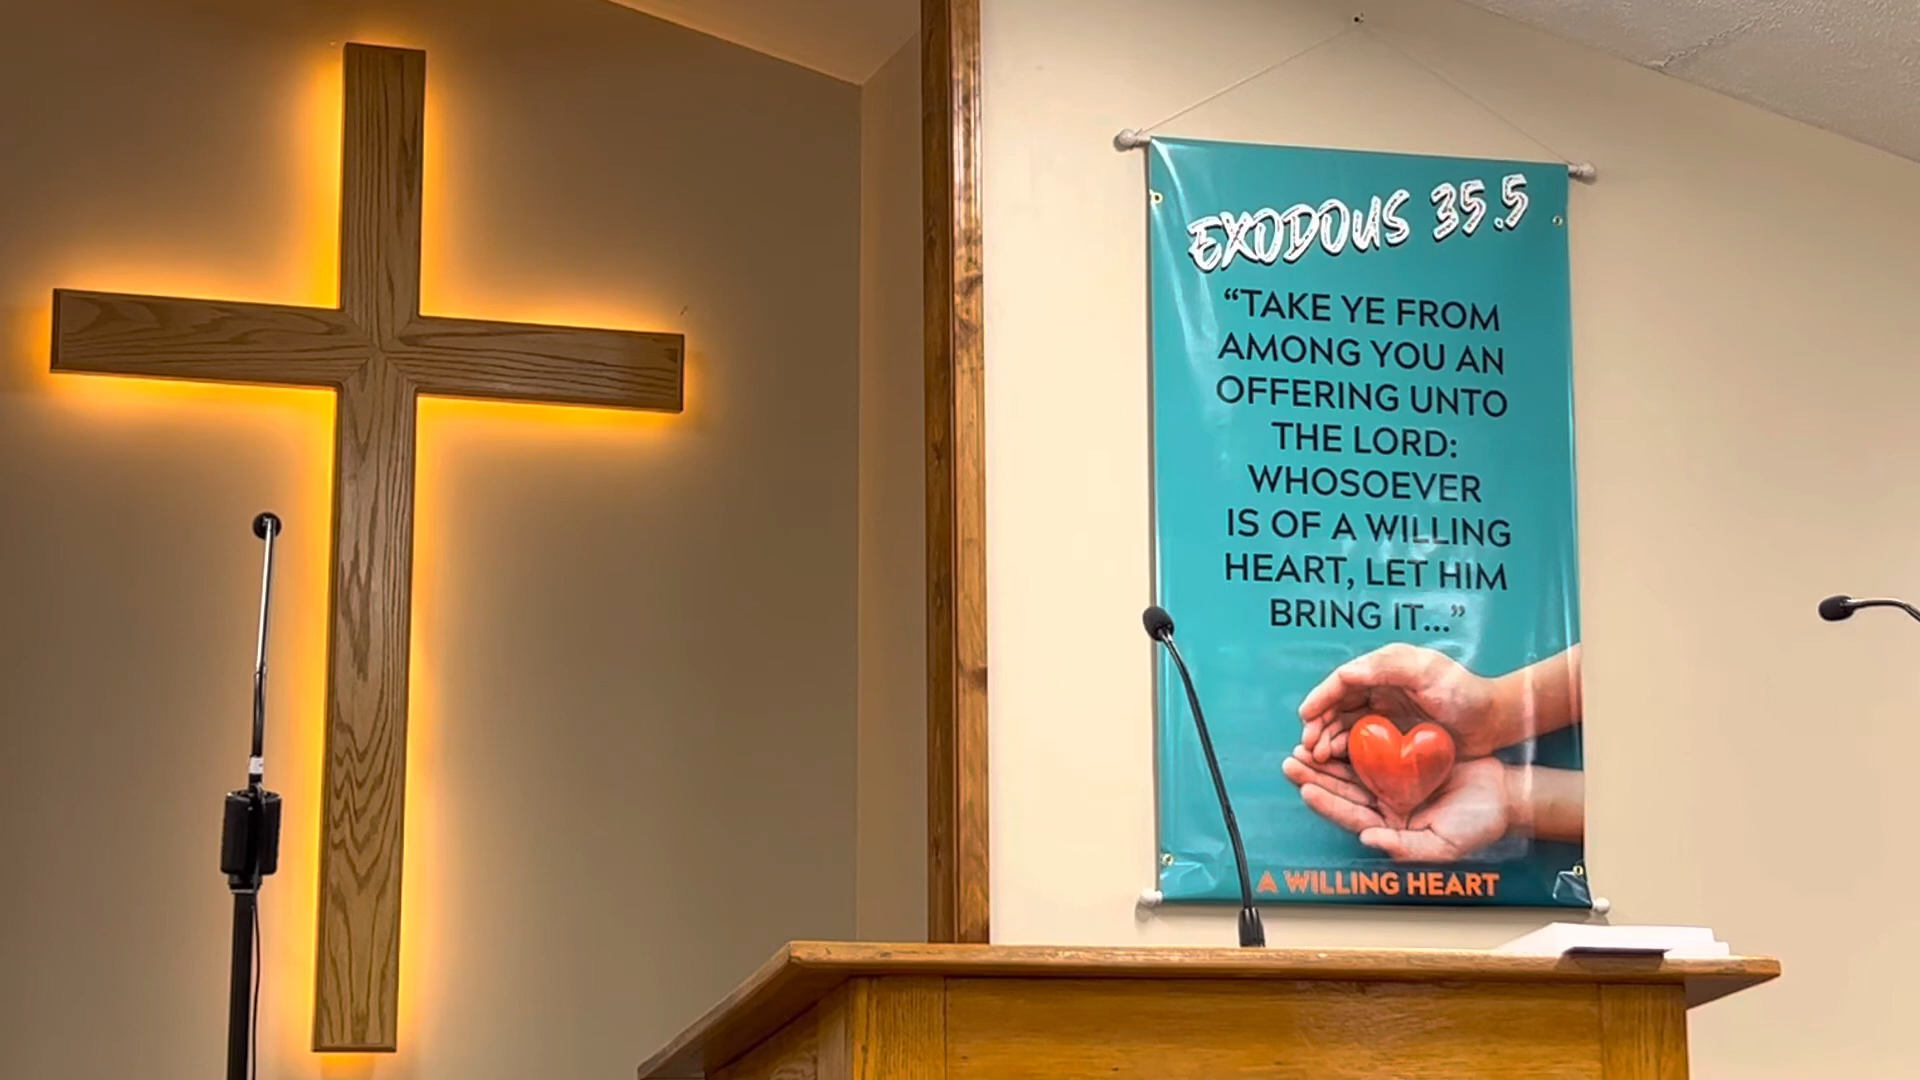 EXODOUS 35.5
“TAKE YE FROM
AMONG YOU AN
OFFERING UNTO
THE LORD:
WHOSOEVER
IS OF A WILLING
HEART, LET HIM
BRING IT...”
A WILLING HEART